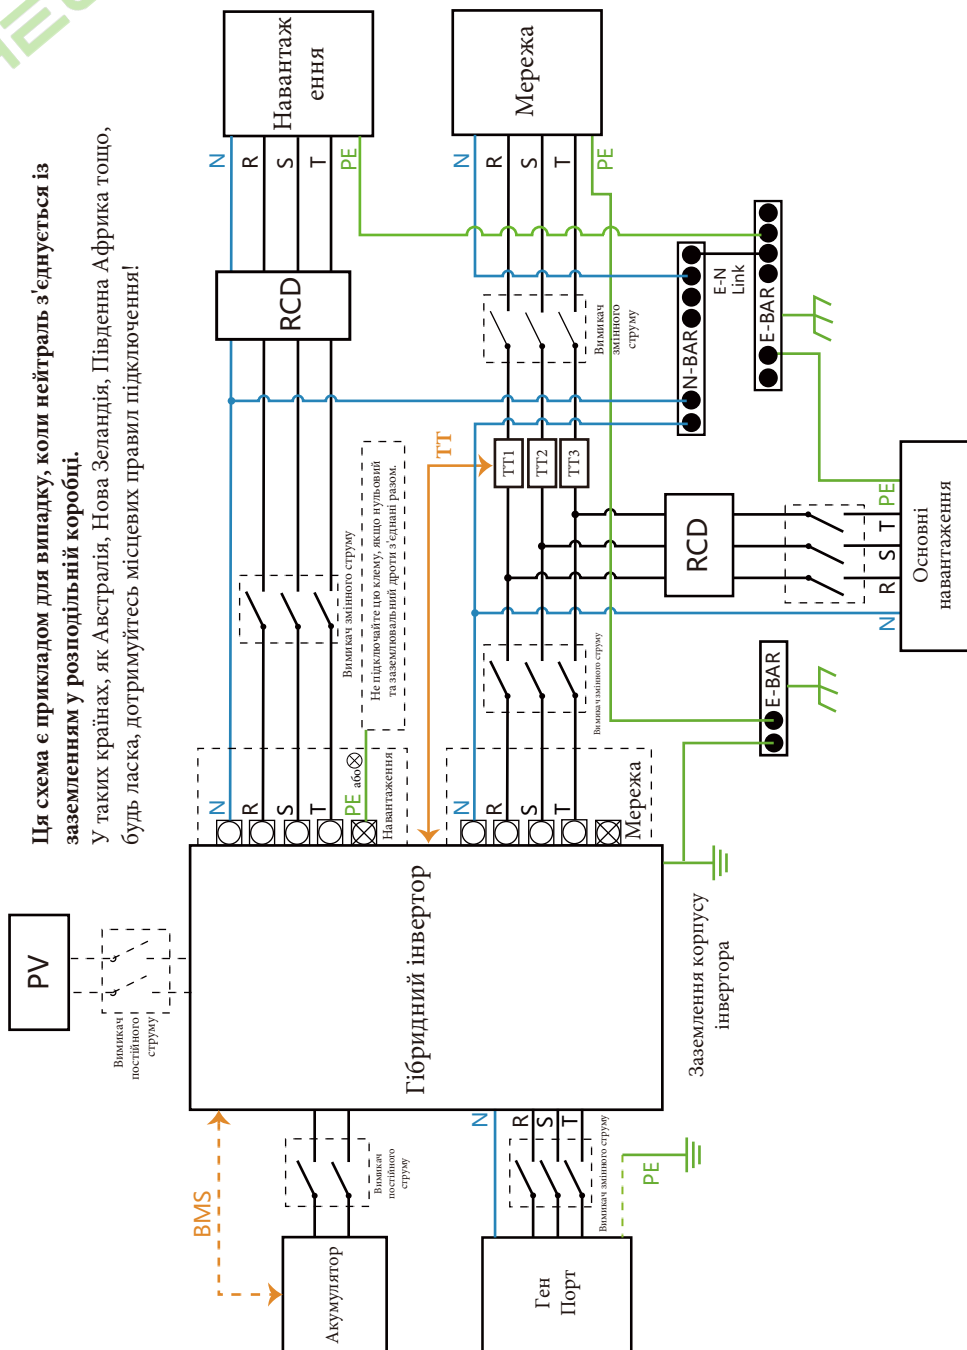 Ця схема є прикладом для випадку, коли нейтраль з'єднується із
заземленням у розподільній коробці.
У таких країнах, як Австралія, Нова Зеландія, Південна Африка тощо,
будь ласка, дотримуйтесь місцевих правил підключення!
PV
Вимикач
постійного
струму
BMS
Акумулятор
Вимикач
постійного
струму
Гібридний інвертор
N
R
S
T
PE
або
Навантаження
Вимикач змінного струму
Не підключайте цю клему, якщо нульовий
та заземлювальний дроти з'єднані разом.
RCD
N
R
S
T
PE
Навантаж
ення
TT
N
R
S
T
Мережа
Вимикач змінного струму
TT1
TT2
TT3
Вимикач
змінного
струму
N
R
S
T
PE
Мережа
Ген
Порт
N
R
S
T
Вимикач змінного струму
PE
Заземлення корпусу
інвертора
E-BAR
RCD
N
R
S
T
PE
Основні
навантаження
N-BAR
E-N
Link
E-BAR